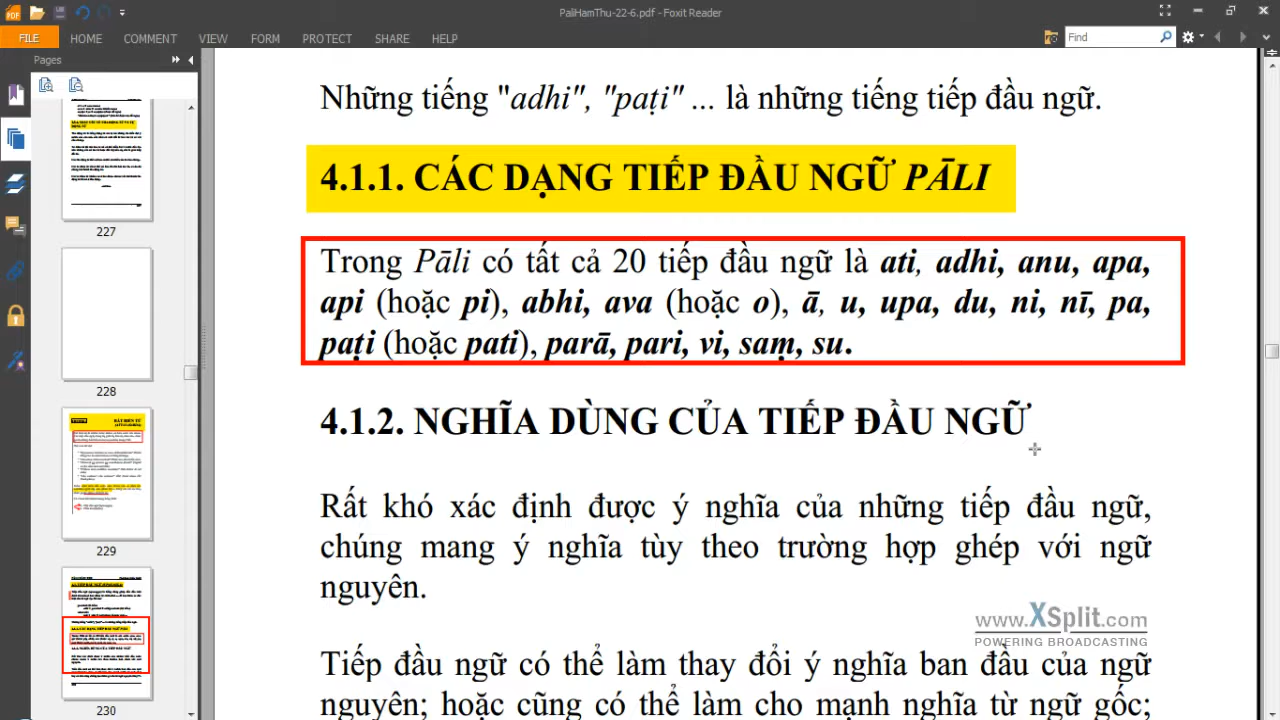 PaliHamThu-22-6.pdf - Foxit Reader
FILE HOME COMMENT VIEW FORM PROTECT SHARE HELP
Find
Pages
227
228
229
230
Những tiếng "adhi", "paṭi" ... là những tiếng tiếp đầu ngữ.
4.1.1. CÁC DẠNG TIẾP ĐẦU NGỮ PĀLI
Trong Pāli có tất cả 20 tiếp đầu ngữ là ati, adhi, anu, apa,
api (hoặc pi), abhi, ava (hoặc o), ā, u, upa, du, ni, nī, pa,
paṭi (hoặc pati), parā, pari, vi, saṃ, su.
4.1.2. NGHĨA DÙNG CỦA TIẾP ĐẦU NGỮ
Rất khó xác định được ý nghĩa của những tiếp đầu ngữ,
chúng mang ý nghĩa tùy theo trường hợp ghép với ngữ
nguyên.
www.XSplit.com
POWERING BROADCASTING
Tiếp đầu ngữ có thể làm thay đổi ý nghĩa ban đầu của ngữ
nguyên; hoặc cũng có thể làm cho mạnh nghĩa từ ngữ gốc;